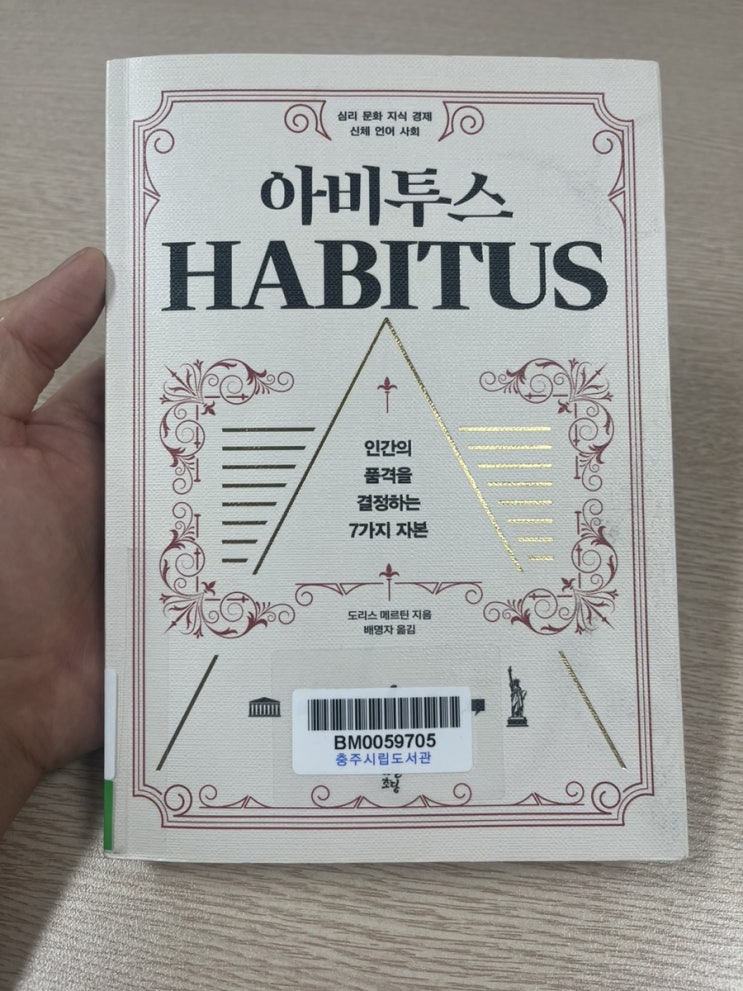 심리 문화 지식 경제
신체 언어 사회
아비투스
HABITUS
인간의
품격을
결정하는
7가지 자본
도리스 메르틴 지음
배명자 옮김
BM0059705
충주시립도서관